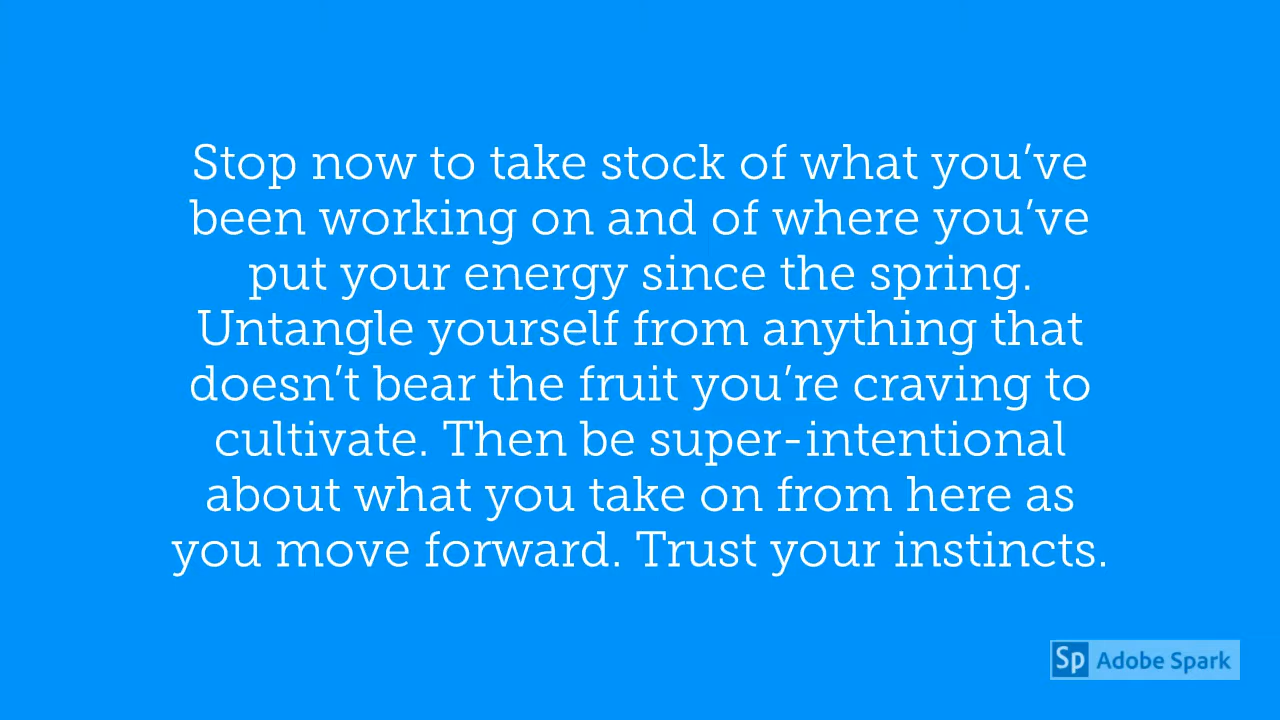 Stop now to take stock of what you’ve
been working on and of where you’ve
put your energy since the spring.
Untangle yourself from anything that
doesn’t bear the fruit you’re craving to
cultivate. Then be super-intentional
about what you take on from here as
you move forward. Trust your instincts.
Sp Adobe Spark